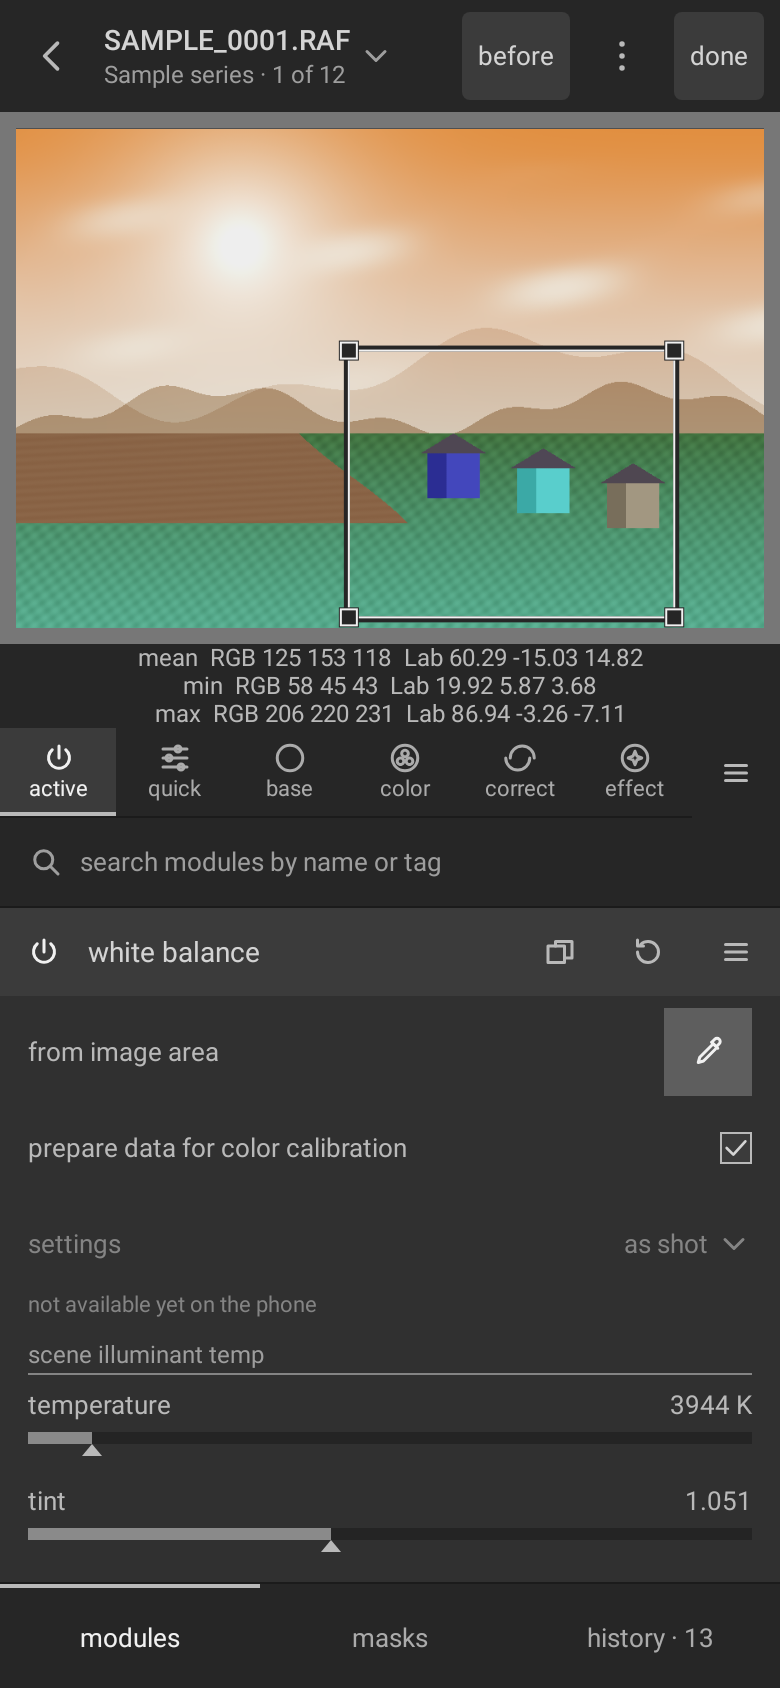 SAMPLE_0001.RAF
Sample series · 1 of 12
before
done
mean RGB 125 153 118 Lab 60.29 -15.03 14.82
min RGB 58 45 43 Lab 19.92 5.87 3.68
max RGB 206 220 231 Lab 86.94 -3.26 -7.11
active
quick
base
color
correct
effect
search modules by name or tag
white balance
from image area
prepare data for color calibration
settings
as shot
not available yet on the phone
scene illuminant temp
temperature
3944 K
tint
1.051
modules
masks
history · 13